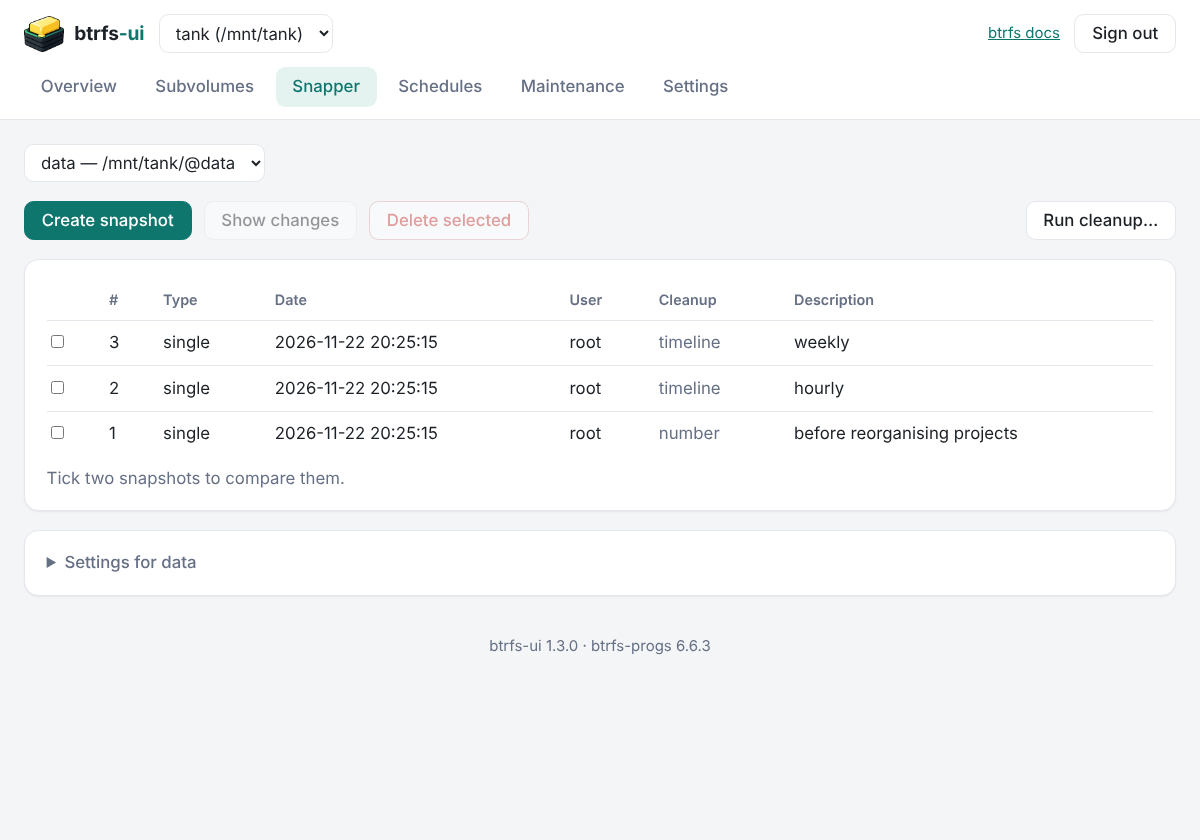 btrfs-ui tank (/mnt/tank) btrfs docs Sign out
Overview Subvolumes Snapper Schedules Maintenance Settings
data — /mnt/tank/@data
Create snapshot Show changes Delete selected Run cleanup...
# Type Date User Cleanup Description
3 single 2026-11-22 20:25:15 root timeline weekly
2 single 2026-11-22 20:25:15 root timeline hourly
1 single 2026-11-22 20:25:15 root number before reorganising projects
Tick two snapshots to compare them.
Settings for data
btrfs-ui 1.3.0 · btrfs-progs 6.6.3